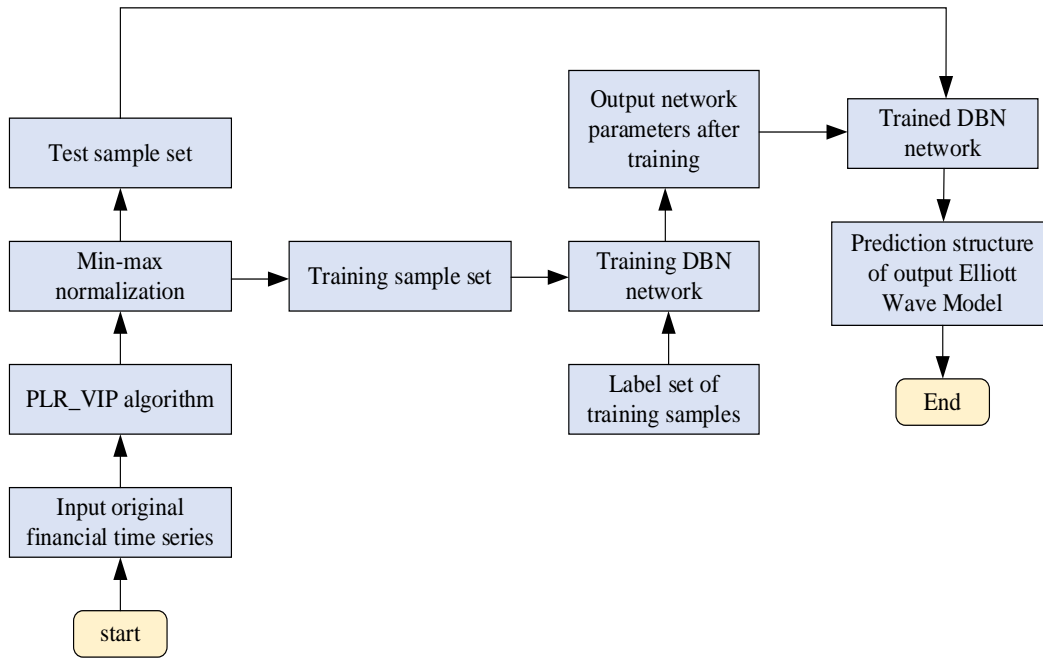 Test sample set
Min-max
normalization
PLR_VIP algorithm
Input original
financial time series
start
Training sample set
Output network
parameters after
training
Training DBN
network
Label set of
training samples
Trained DBN
network
Prediction structure
of output Elliott
Wave Model
End